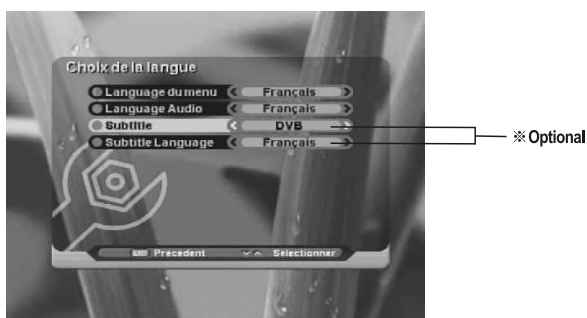 Choix de la langue
Language du menu Français
Language Audio Français
Subtitle DVB
Subtitle Language Français
※ Optional
Precedent Selectionner